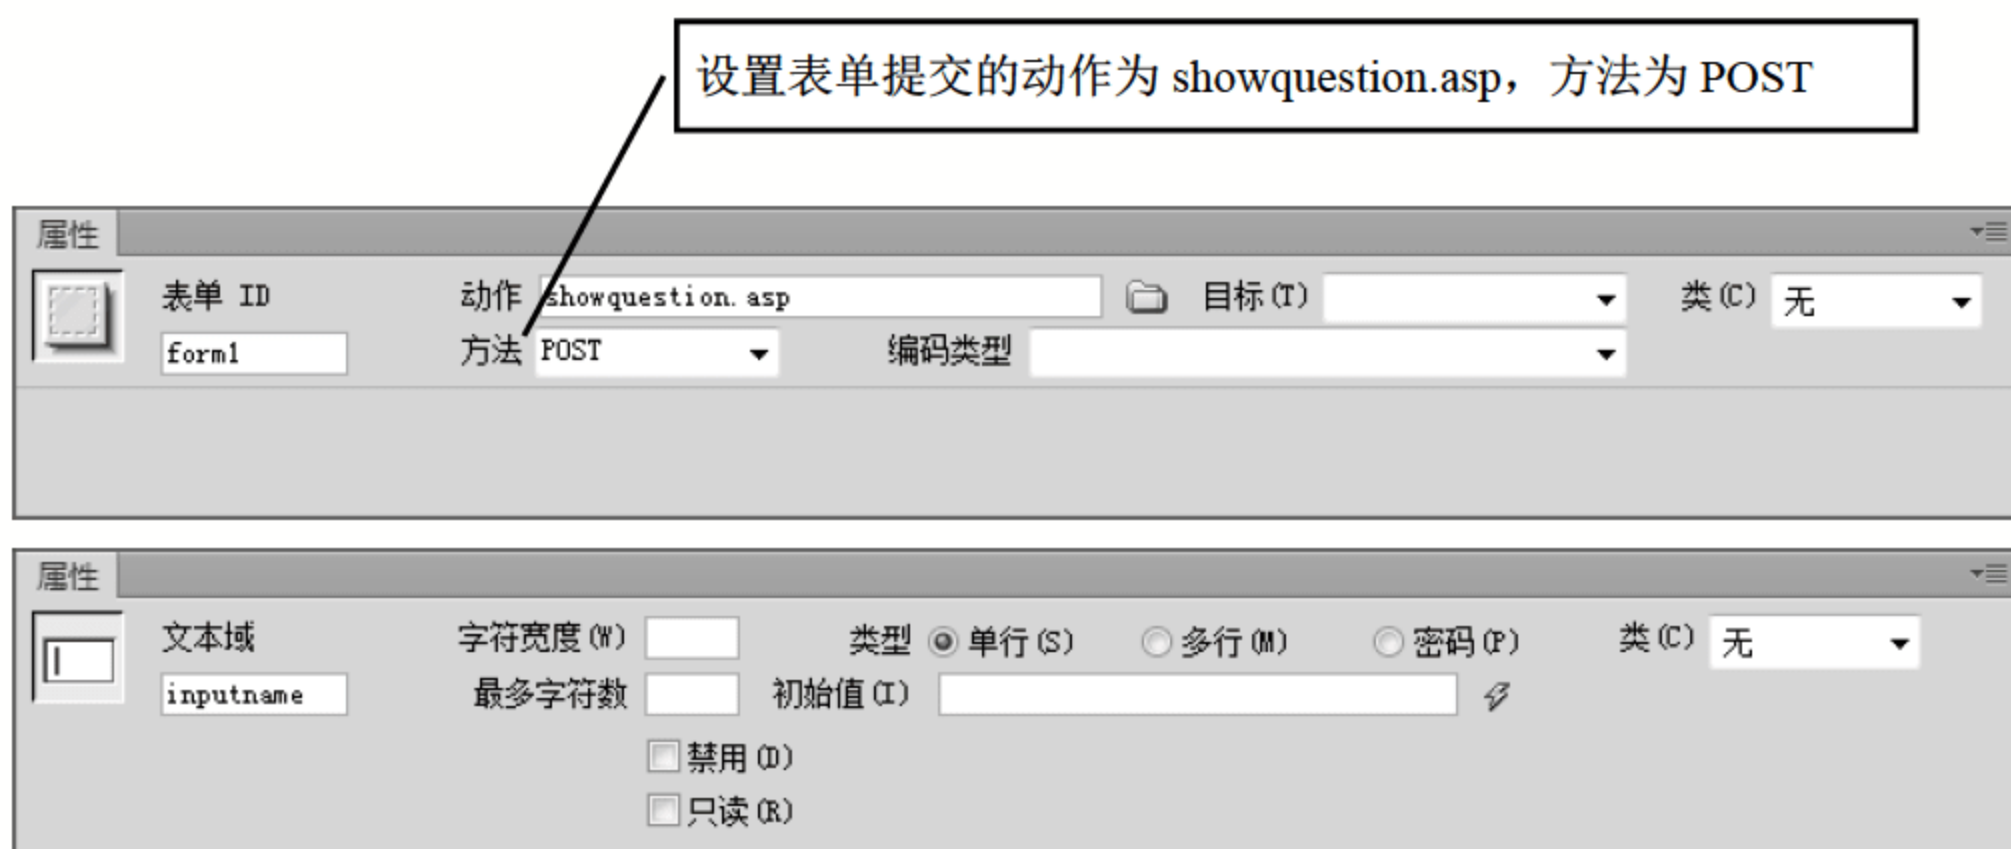 设置表单提交的动作为 showquestion.asp，方法为 POST
属性
表单 ID 动作 showquestion.asp 目标(T) 类(C) 无
form1 方法 POST 编码类型
属性
文本域 字符宽度(W) 类型 单行(S) 多行(M) 密码(P) 类(C) 无
inputname 最多字符数 初始值(I)
禁用(D)
只读(R)